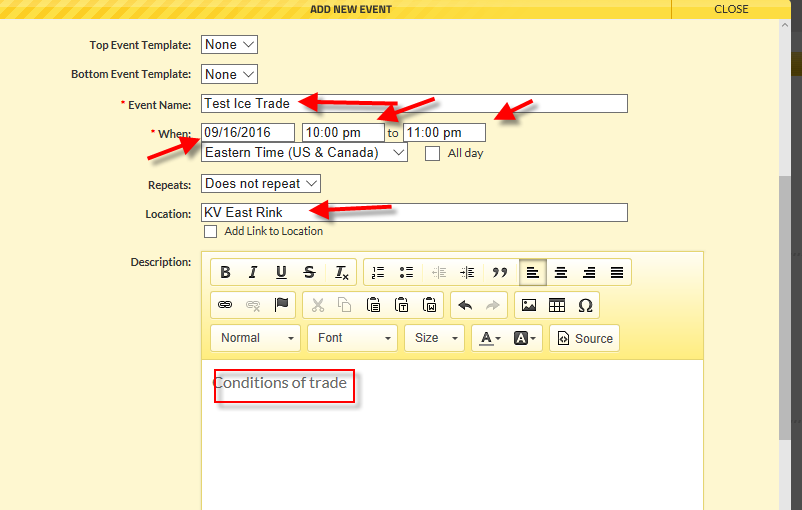 ADD NEW EVENT CLOSE
Top Event Template: None
Bottom Event Template: None
* Event Name: Test Ice Trade
* When: 09/16/2016 10:00 pm to 11:00 pm
Eastern Time (US & Canada) All day
Repeats: Does not repeat
Location: KV East Rink
Add Link to Location
Description:
B I U S Tx
Normal Font Size A A Source
Conditions of trade